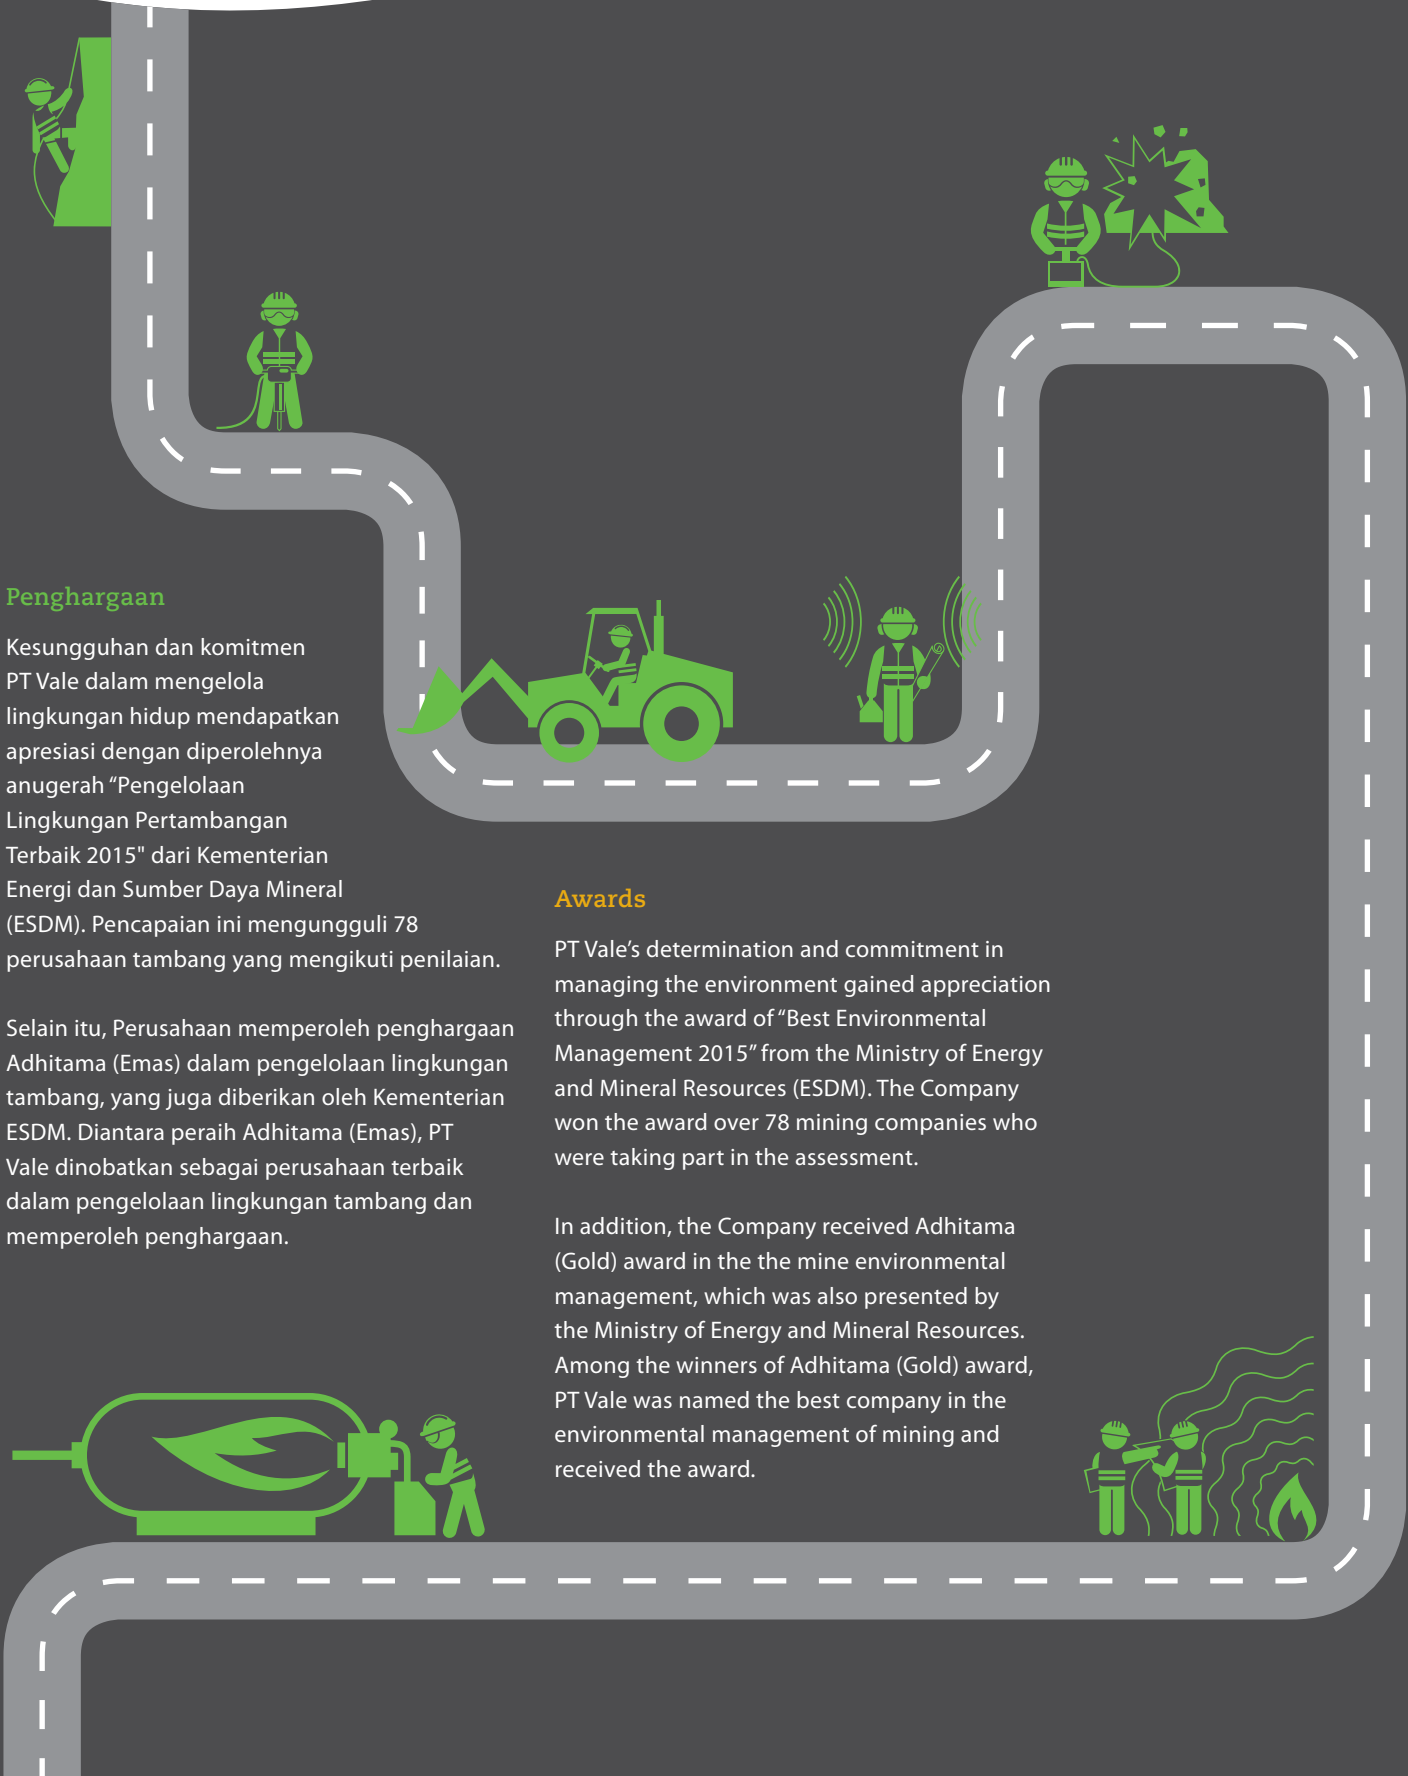 Penghargaan
Kesungguhan dan komitmen
PT Vale dalam mengelola
lingkungan hidup mendapatkan
apresiasi dengan diperolehnya
anugerah “Pengelolaan
Lingkungan Pertambangan
Terbaik 2015" dari Kementerian
Energi dan Sumber Daya Mineral
(ESDM). Pencapaian ini mengungguli 78
perusahaan tambang yang mengikuti penilaian.
Selain itu, Perusahaan memperoleh penghargaan
Adhitama (Emas) dalam pengelolaan lingkungan
tambang, yang juga diberikan oleh Kementerian
ESDM. Diantara peraih Adhitama (Emas), PT
Vale dinobatkan sebagai perusahaan terbaik
dalam pengelolaan lingkungan tambang dan
memperoleh penghargaan.
Awards
PT Vale’s determination and commitment in
managing the environment gained appreciation
through the award of “Best Environmental
Management 2015” from the Ministry of Energy
and Mineral Resources (ESDM). The Company
won the award over 78 mining companies who
were taking part in the assessment.
In addition, the Company received Adhitama
(Gold) award in the the mine environmental
management, which was also presented by
the Ministry of Energy and Mineral Resources.
Among the winners of Adhitama (Gold) award,
PT Vale was named the best company in the
environmental management of mining and
received the award.